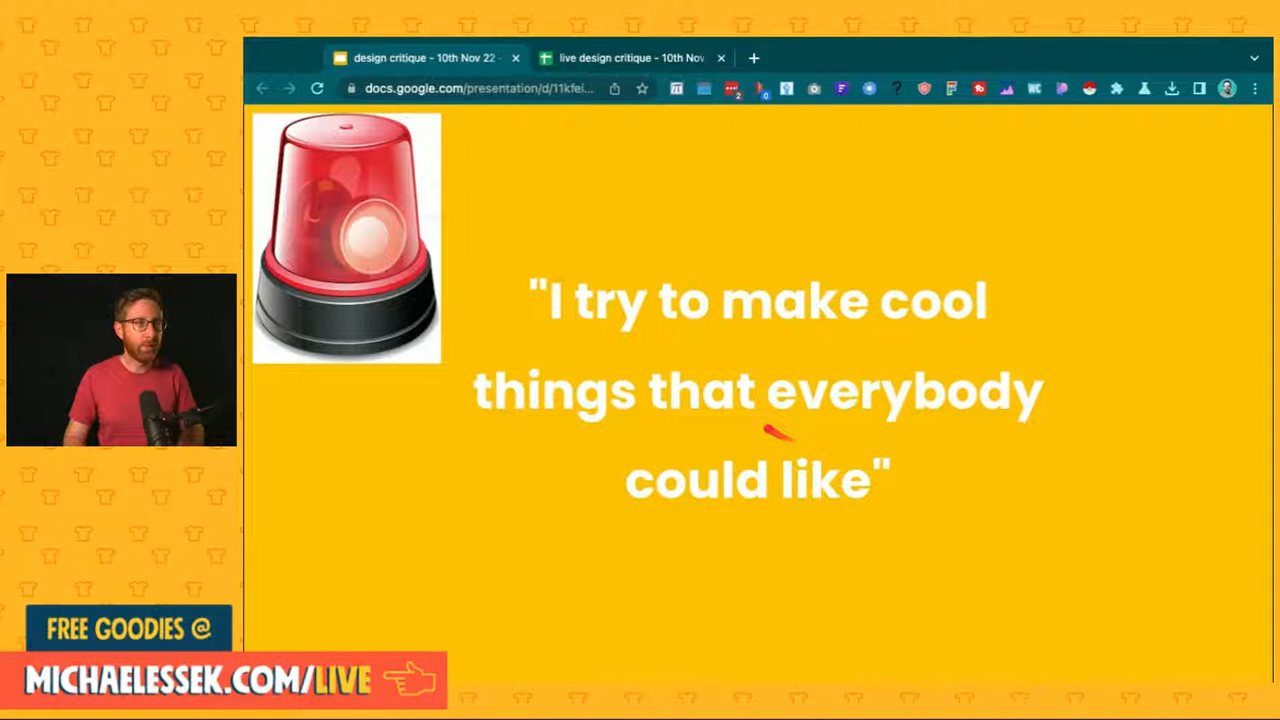 design critique - 10th Nov 22 -
live design critique - 10th Nov
docs.google.com/presentation/d/11kfei...
"I try to make cool
things that everybody
could like"
FREE GOODIES @
MICHAELESSEK.COM/LIVE